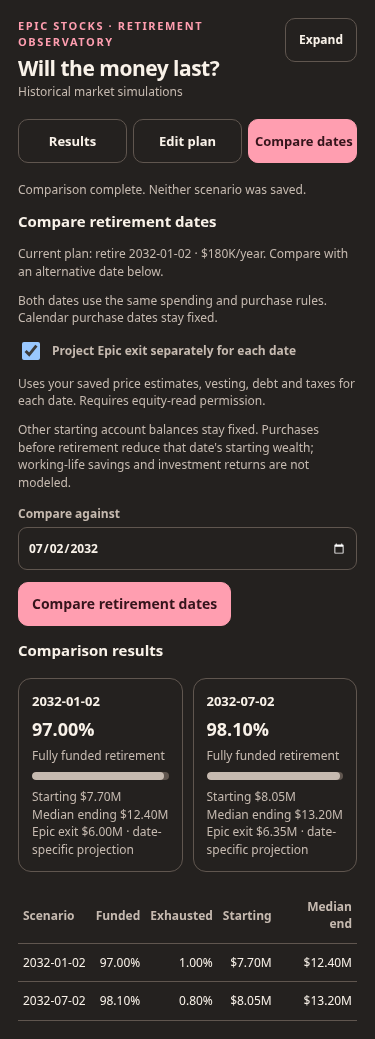 EPIC STOCKS · RETIREMENT
OBSERVATORY
Expand
Will the money last?
Historical market simulations
Results
Edit plan
Compare dates
Comparison complete. Neither scenario was saved.
Compare retirement dates
Current plan: retire 2032-01-02 · $180K/year. Compare with
an alternative date below.
Both dates use the same spending and purchase rules.
Calendar purchase dates stay fixed.
Project Epic exit separately for each date
Uses your saved price estimates, vesting, debt and taxes for
each date. Requires equity-read permission.
Other starting account balances stay fixed. Purchases
before retirement reduce that date's starting wealth;
working-life savings and investment returns are not
modeled.
Compare against
07/02/2032
Compare retirement dates
Comparison results
2032-01-02
97.00%
Fully funded retirement
Starting $7.70M
Median ending $12.40M
Epic exit $6.00M · date-
specific projection
2032-07-02
98.10%
Fully funded retirement
Starting $8.05M
Median ending $13.20M
Epic exit $6.35M · date-
specific projection
Scenario Funded Exhausted Starting Median
end
2032-01-02 97.00% 1.00% $7.70M $12.40M
2032-07-02 98.10% 0.80% $8.05M $13.20M